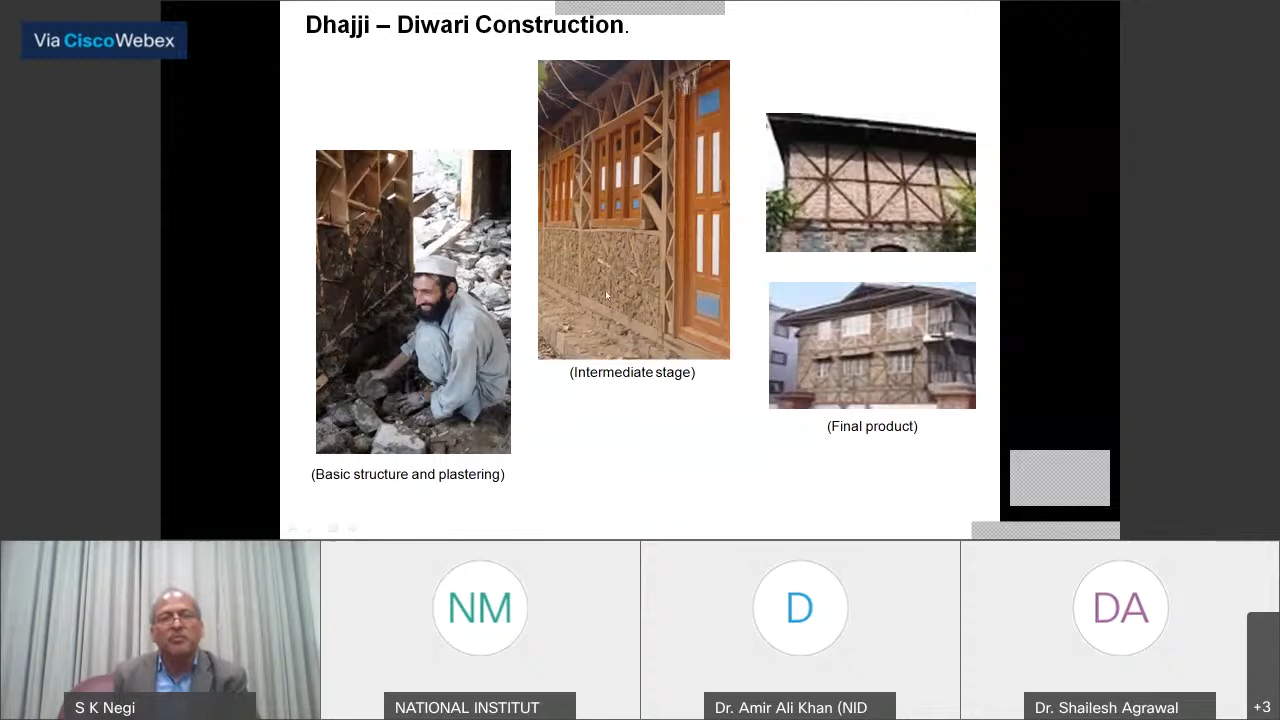 Dhajji – Diwari Construction.
Via CiscoWebex
(Intermediate stage)
(Final product)
(Basic structure and plastering)
NM
D
DA
S K Negi
NATIONAL INSTITUT
Dr. Amir Ali Khan (NID
Dr. Shailesh Agrawal
+3